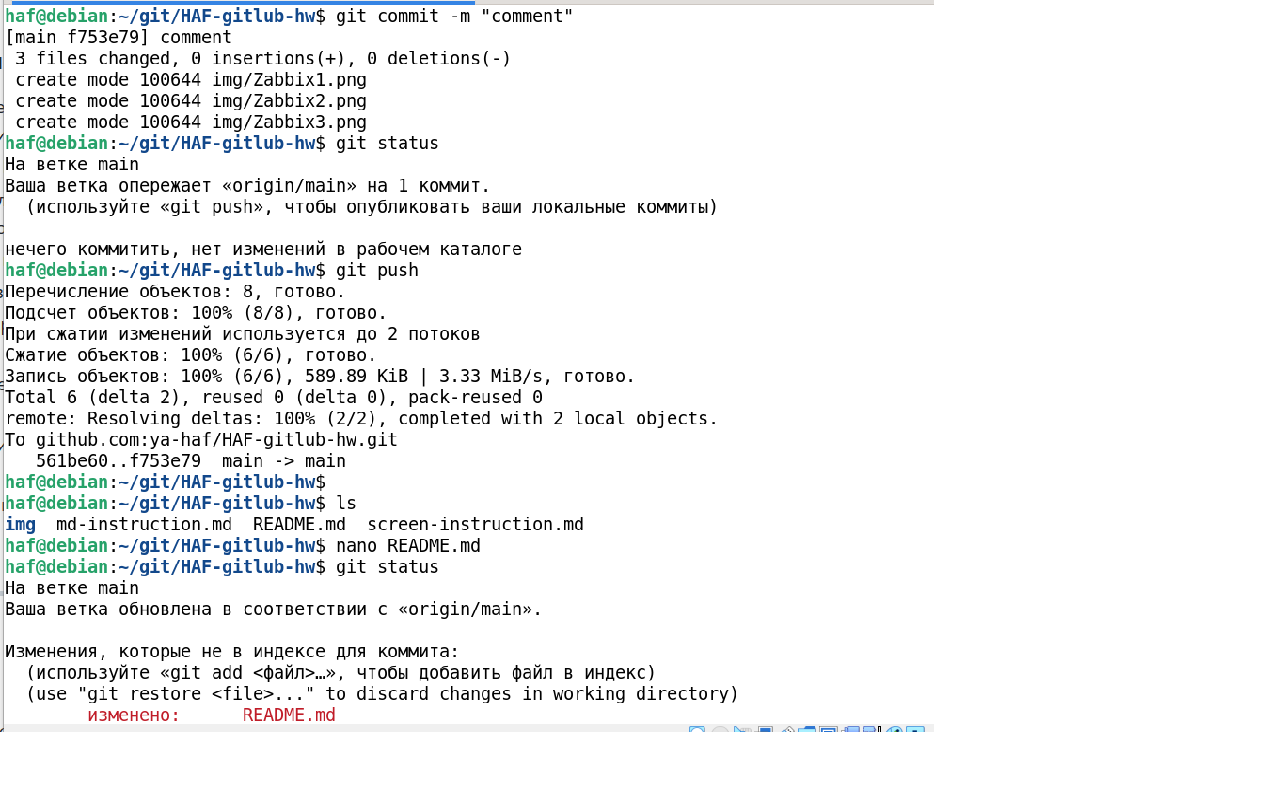 haf@debian:~/git/HAF-gitlub-hw$ git commit -m "comment"
[main f753e79] comment
 3 files changed, 0 insertions(+), 0 deletions(-)
 create mode 100644 img/Zabbix1.png
 create mode 100644 img/Zabbix2.png
 create mode 100644 img/Zabbix3.png
haf@debian:~/git/HAF-gitlub-hw$ git status
На ветке main
Ваша ветка опережает «origin/main» на 1 коммит.
  (используйте «git push», чтобы опубликовать ваши локальные коммиты)

нечего коммитить, нет изменений в рабочем каталоге
haf@debian:~/git/HAF-gitlub-hw$ git push
Перечисление объектов: 8, готово.
Подсчет объектов: 100% (8/8), готово.
При сжатии изменений используется до 2 потоков
Сжатие объектов: 100% (6/6), готово.
Запись объектов: 100% (6/6), 589.89 KiB | 3.33 MiB/s, готово.
Total 6 (delta 2), reused 0 (delta 0), pack-reused 0
remote: Resolving deltas: 100% (2/2), completed with 2 local objects.
To github.com:ya-haf/HAF-gitlub-hw.git
   561be60..f753e79  main -> main
haf@debian:~/git/HAF-gitlub-hw$
haf@debian:~/git/HAF-gitlub-hw$ ls
img  md-instruction.md  README.md  screen-instruction.md
haf@debian:~/git/HAF-gitlub-hw$ nano README.md
haf@debian:~/git/HAF-gitlub-hw$ git status
На ветке main
Ваша ветка обновлена в соответствии с «origin/main».

Изменения, которые не в индексе для коммита:
  (используйте «git add <файл>…», чтобы добавить файл в индекс)
  (use "git restore <file>..." to discard changes in working directory)
        изменено:      README.md